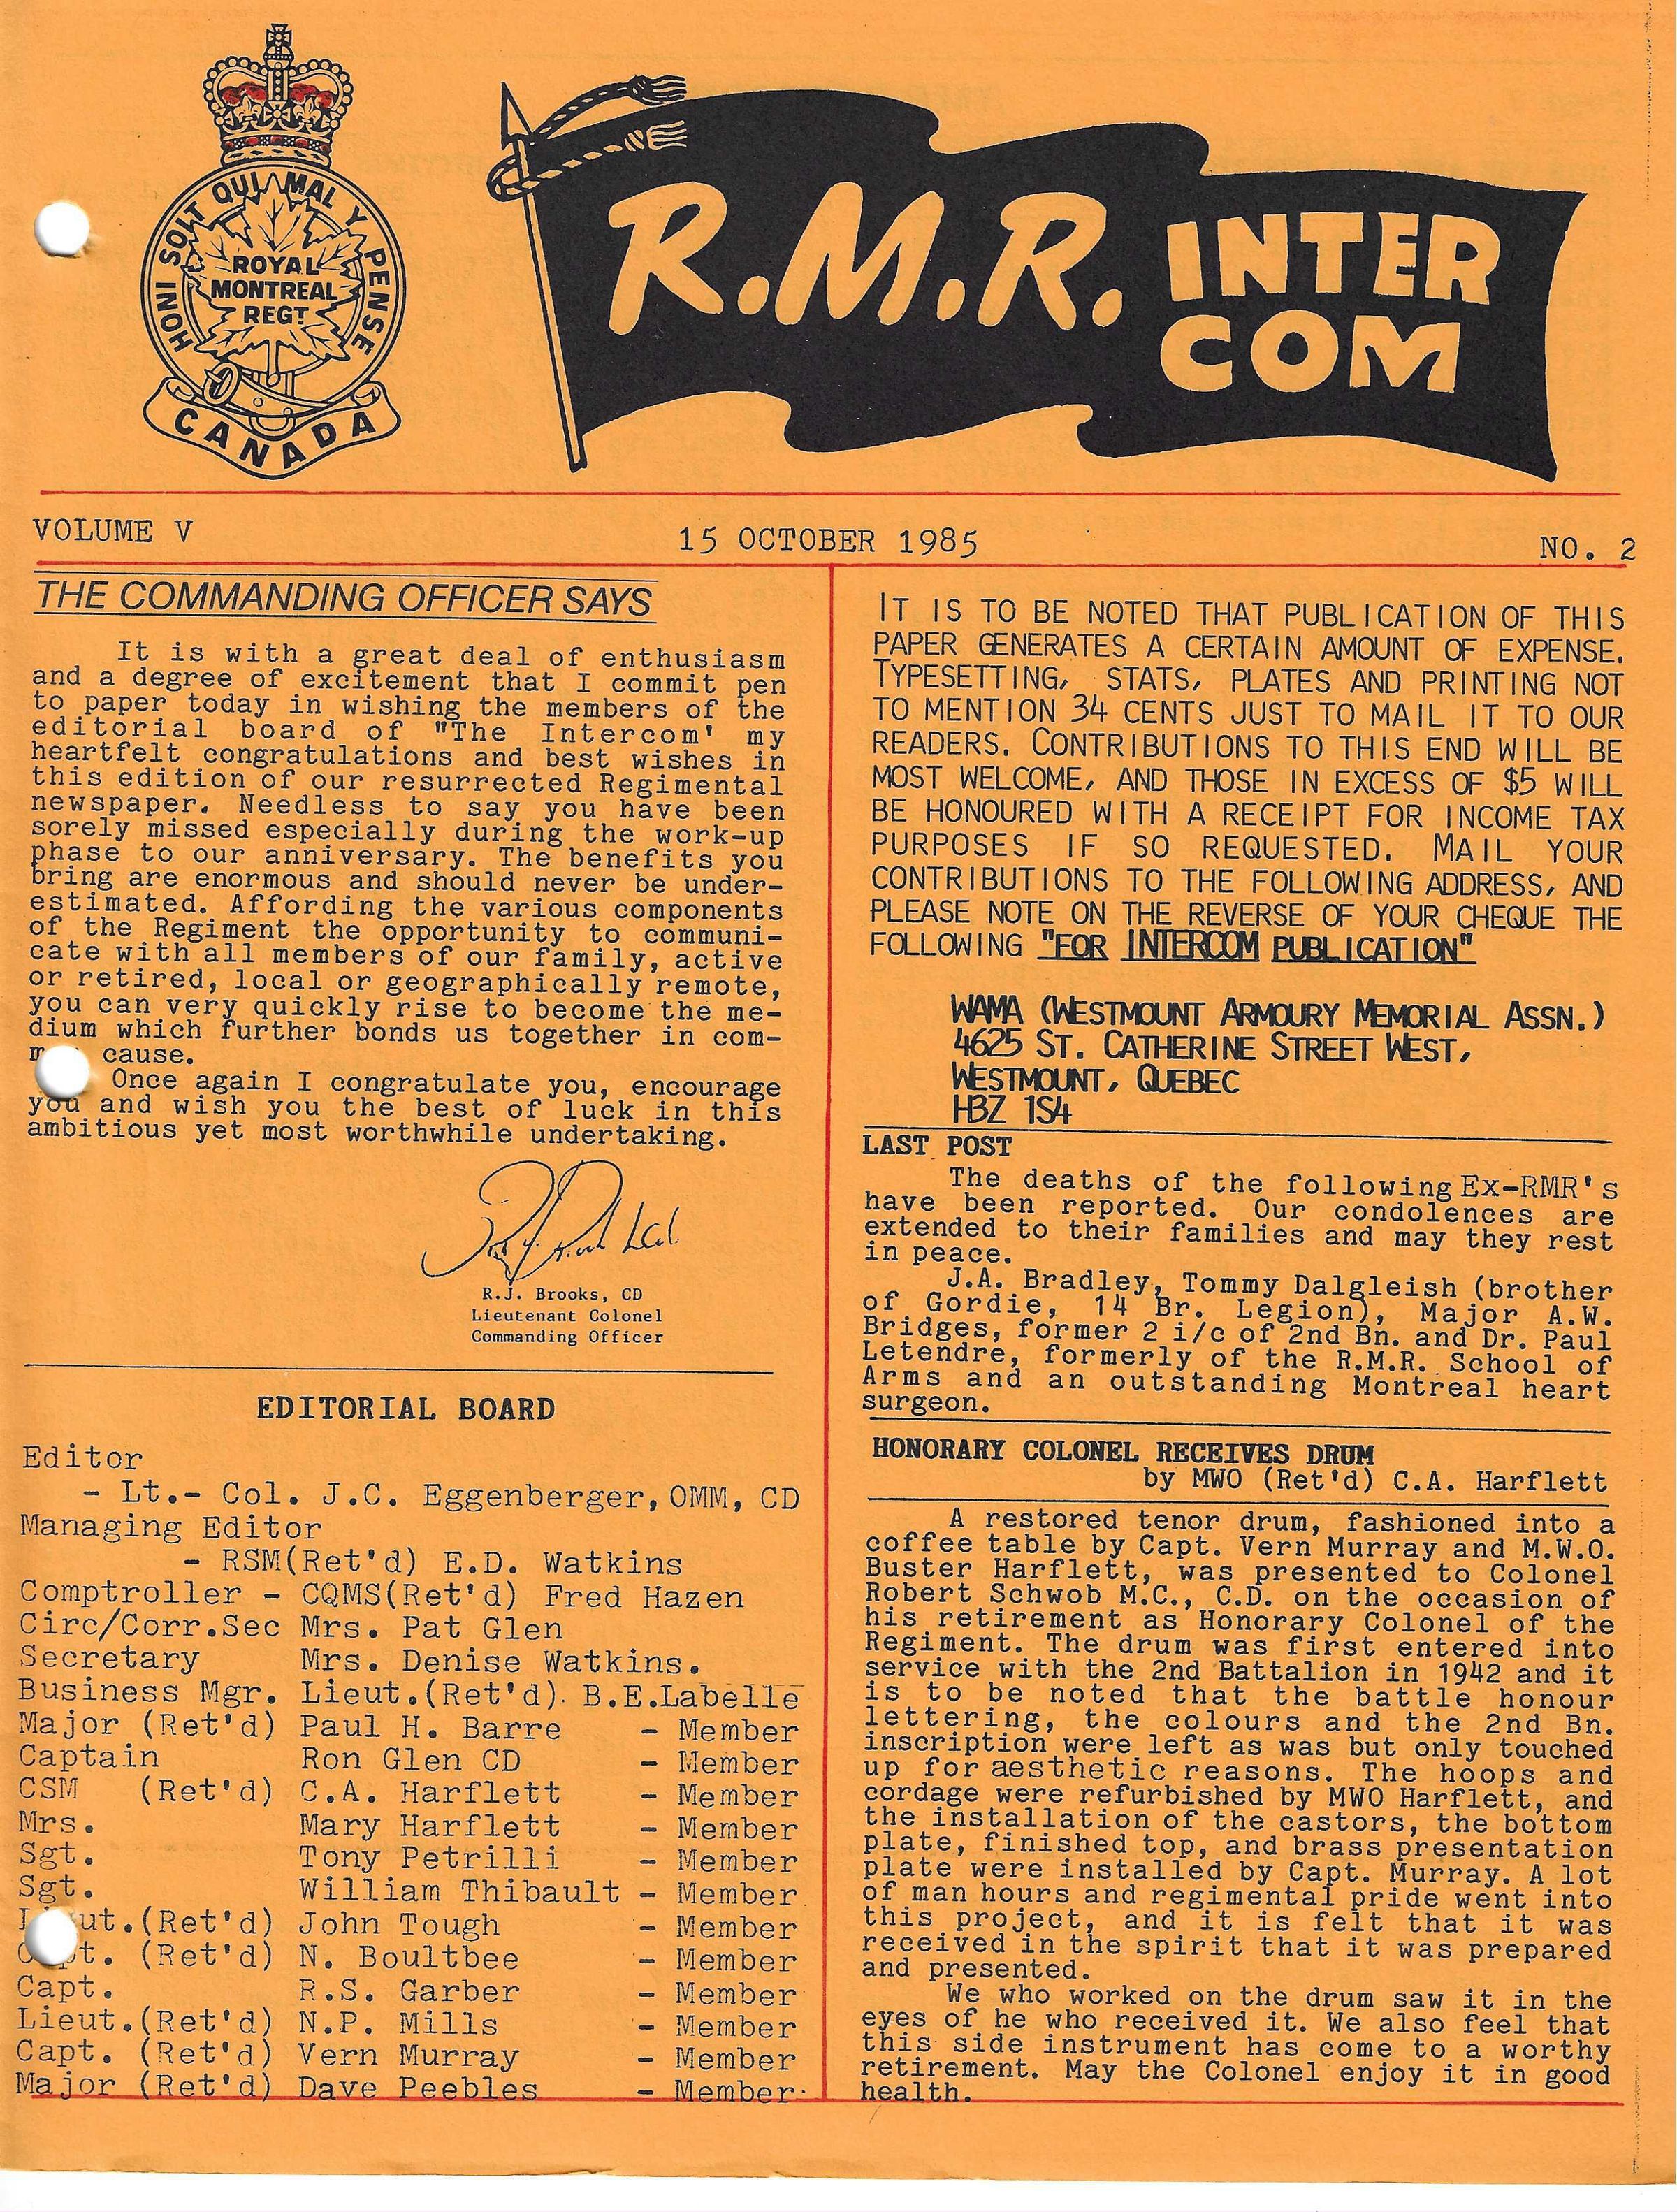 HONI SOIT QUI MAL Y PENSE
ROYAL
MONTREAL
REGT
CANADA
R.M.R. INTER
COM
VOLUME V
15 OCTOBER 1985
NO. 2
THE COMMANDING OFFICER SAYS
It is with a great deal of enthusiasm
and a degree of excitement that I commit pen
to paper today in wishing the members of the
editorial board of "The Intercom' my
heartfelt congratulations and best wishes in
this edition of our resurrected Regimental
newspaper. Needless to say you have been
sorely missed especially during the work-up
phase to our anniversary. The benefits you
bring are enormous and should never be under-
estimated. Affording the various components
of the Regiment the opportunity to communi-
cate with all members of our family, active
or retired, local or geographically remote,
you can very quickly rise to become the me-
dium which further bonds us together in com-
cause.
Once again I congratulate you, encourage
you and wish you the best of luck in this
ambitious yet most worthwhile undertaking.
R.J. Brooks, CD
Lieutenant Colonel
Commanding Officer
EDITORIAL BOARD
Editor
- Lt.- Col. J.C. Eggenberger, OMM, CD
Managing Editor
- RSM(Ret'd) E.D. Watkins
Comptroller - CQMS(Ret'd) Fred Hazen
Circ/Corr.Sec Mrs. Pat Glen
Secretary Mrs. Denise Watkins.
Business Mgr. Lieut.(Ret'd). B.E.Labelle
Major (Ret'd) Paul H. Barre - Member
Captain Ron Glen CD - Member
CSM (Ret'd) C.A. Harflett - Member
Mrs. Mary Harflett - Member
Sgt. Tony Petrilli - Member
Sgt. William Thibault - Member
(Ret'd) John Tough - Member
(Ret'd) N. Boultbee - Member
Capt. R.S. Garber - Member
Lieut.(Ret'd) N.P. Mills - Member
Capt. (Ret'd) Vern Murray - Member
Major (Ret'd) Dave Peebles - Member
IT IS TO BE NOTED THAT PUBLICATION OF THIS
PAPER GENERATES A CERTAIN AMOUNT OF EXPENSE.
TYPESETTING, STATS, PLATES AND PRINTING NOT
TO MENTION 34 CENTS JUST TO MAIL IT TO OUR
READERS. CONTRIBUTIONS TO THIS END WILL BE
MOST WELCOME, AND THOSE IN EXCESS OF $5 WILL
BE HONOURED WITH A RECEIPT FOR INCOME TAX
PURPOSES IF SO REQUESTED. MAIL YOUR
CONTRIBUTIONS TO THE FOLLOWING ADDRESS, AND
PLEASE NOTE ON THE REVERSE OF YOUR CHEQUE THE
FOLLOWING "FOR INTERCOM PUBLICATION"
WAMA (WESTMOUNT ARMOURY MEMORIAL ASSN.)
4625 ST. CATHERINE STREET WEST,
WESTMOUNT, QUEBEC
H3Z 1S4
LAST POST
The deaths of the following Ex-RMR's
have been reported. Our condolences are
extended to their families and may they rest
in peace.
J.A. Bradley, Tommy Dalgleish (brother
of Gordie, 14 Br. Legion), Major A.W.
Bridges, former 2 i/c of 2nd Bn. and Dr. Paul
Letendre, formerly of the R.M.R. School of
Arms and an outstanding Montreal heart
surgeon.
HONORARY COLONEL RECEIVES DRUM
by MWO (Ret'd) C.A. Harflett
A restored tenor drum, fashioned into a
coffee table by Capt. Vern Murray and M.W.O.
Buster Harflett, was presented to Colonel
Robert Schwob M.C., C.D. on the occasion of
his retirement as Honorary Colonel of the
Regiment. The drum was first entered into
service with the 2nd Battalion in 1942 and it
is to be noted that the battle honour
lettering, the colours and the 2nd Bn.
inscription were left as was but only touched
up for aesthetic reasons. The hoops and
cordage were refurbished by MWO Harflett, and
the installation of the castors, the bottom
plate, finished top, and brass presentation
plate were installed by Capt. Murray. A lot
of man hours and regimental pride went into
this project, and it is felt that it was
received in the spirit that it was prepared
and presented.
We who worked on the drum saw it in the
eyes of he who received it. We also feel that
this side instrument has come to a worthy
retirement. May the Colonel enjoy it in good
health.